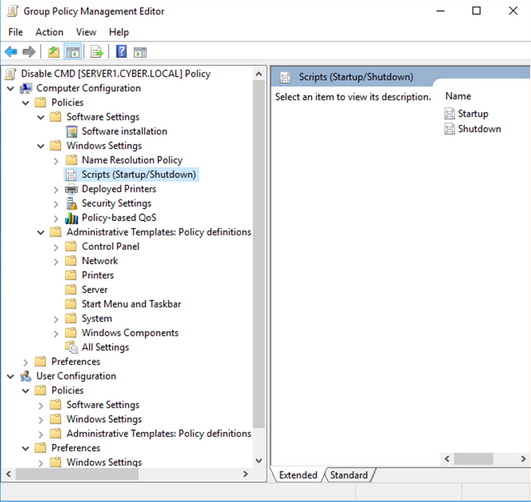 Group Policy Management Editor
File Action View Help
Disable CMD [SERVER1.CYBER.LOCAL] Policy
Computer Configuration
Policies
Software Settings
Software installation
Windows Settings
Name Resolution Policy
Scripts (Startup/Shutdown)
Deployed Printers
Security Settings
Policy-based QoS
Administrative Templates: Policy definitions
Control Panel
Network
Printers
Server
Start Menu and Taskbar
System
Windows Components
All Settings
Preferences
User Configuration
Policies
Software Settings
Windows Settings
Administrative Templates: Policy definitions
Preferences
Windows Settings
Scripts (Startup/Shutdown)
Select an item to view its description.
Name
Startup
Shutdown
Extended Standard